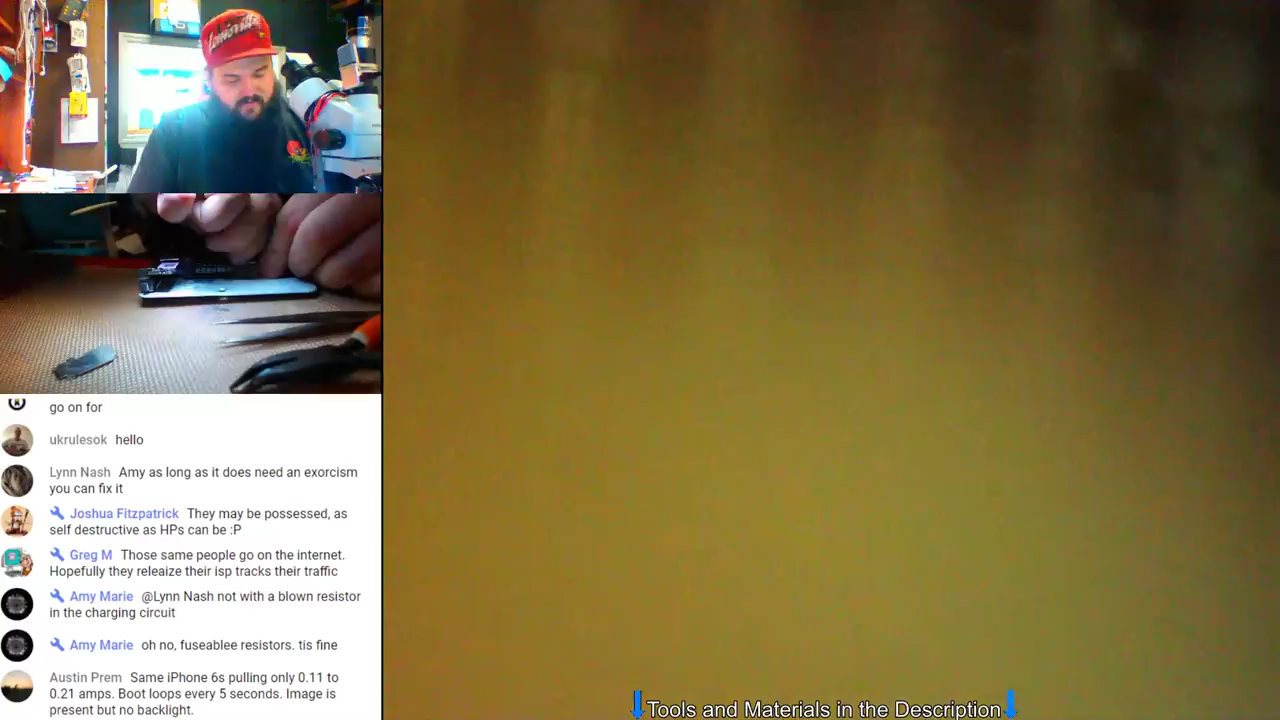 Louisville
go on for
ukrulesok hello
Lynn Nash Amy as long as it does need an exorcism
you can fix it
Joshua Fitzpatrick They may be possessed, as
self destructive as HPs can be :P
Greg M Those same people go on the internet.
Hopefully they releaize their isp tracks their traffic
Amy Marie @Lynn Nash not with a blown resistor
in the charging circuit
Amy Marie oh no, fuseablee resistors. tis fine
Austin Prem Same iPhone 6s pulling only 0.11 to
0.21 amps. Boot loops every 5 seconds. Image is
present but no backlight.
Tools and Materials in the Description